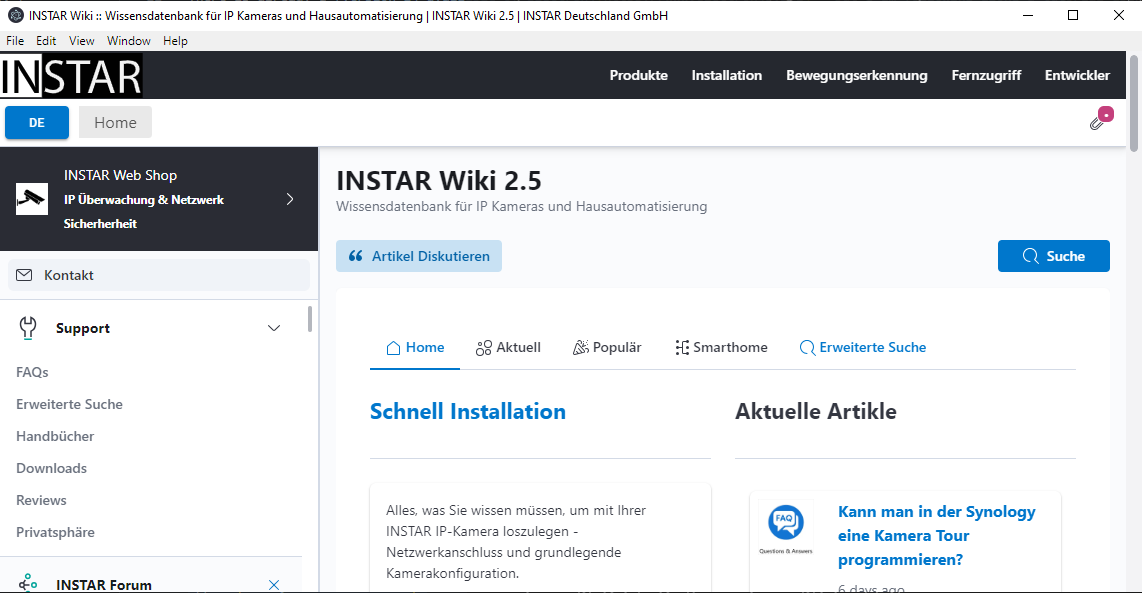 INSTAR Wiki :: Wissensdatenbank für IP Kameras und Hausautomatisierung | INSTAR Wiki 2.5 | INSTAR Deutschland GmbH
File Edit View Window Help
INSTAR
Produkte Installation Bewegungserkennung Fernzugriff Entwickler
DE Home
INSTAR Web Shop
IP Überwachung & Netzwerk
Sicherherheit
Kontakt
Support
FAQs
Erweiterte Suche
Handbücher
Downloads
Reviews
Privatsphäre
INSTAR Forum
INSTAR Wiki 2.5
Wissensdatenbank für IP Kameras und Hausautomatisierung
Artikel Diskutieren
Suche
Home Aktuell Populär Smarthome Erweiterte Suche
Schnell Installation
Alles, was Sie wissen müssen, um mit Ihrer
INSTAR IP-Kamera loszulegen -
Netzwerkanschluss und grundlegende
Kamerakonfiguration.
Aktuelle Artikle
FAQ
Questions & Answers
Kann man in der Synology
eine Kamera Tour
programmieren?
6 days ago